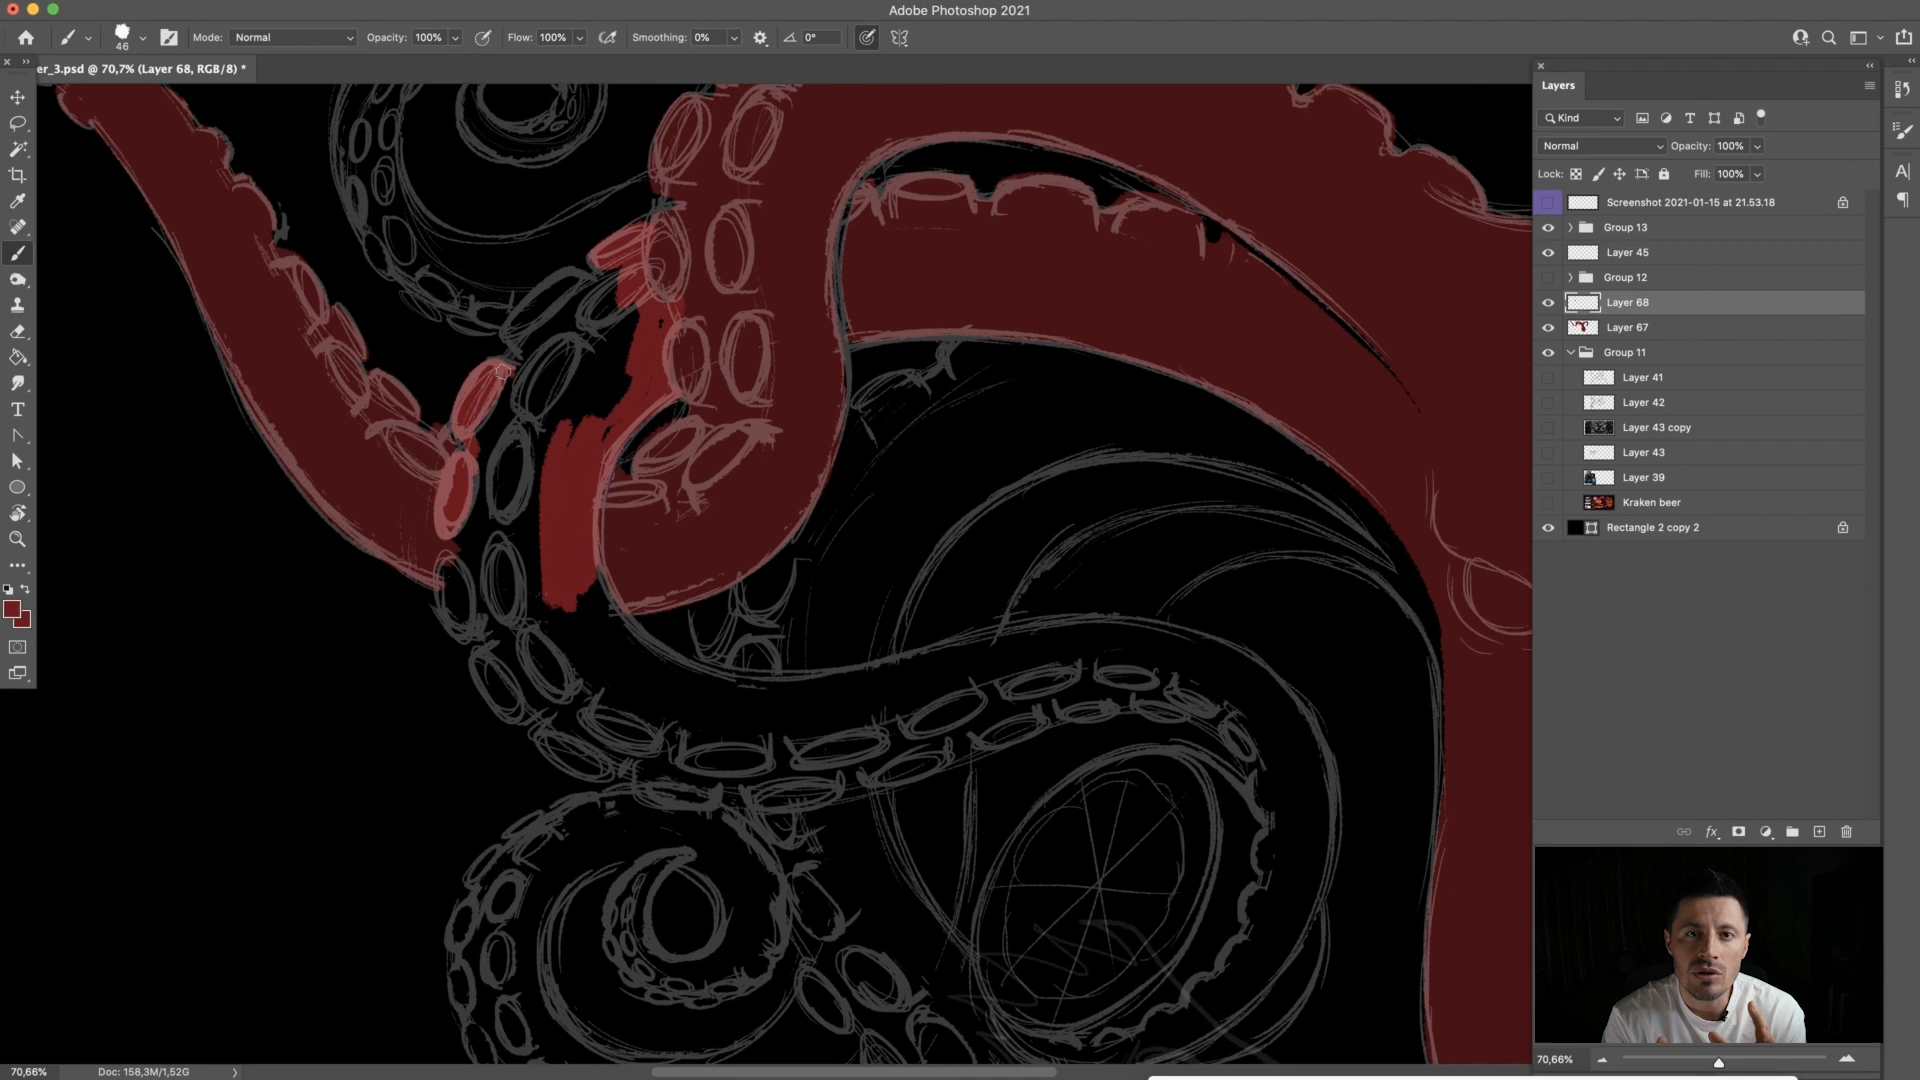 Adobe Photoshop 2021
46
Mode: Normal
Opacity: 100%
Flow: 100%
Smoothing: 0%
0°
er_3.psd @ 70,7% (Layer 68, RGB/8) *
Layers
Kind
Normal
Opacity: 100%
Lock:
Fill: 100%
Screenshot 2021-01-15 at 21.53.18
Group 13
Layer 45
Group 12
Layer 68
Layer 67
Group 11
Layer 41
Layer 42
Layer 43 copy
Layer 43
Layer 39
Kraken beer
Rectangle 2 copy 2
fx
70,66%
70,66%
Doc: 158,3M/1,52G